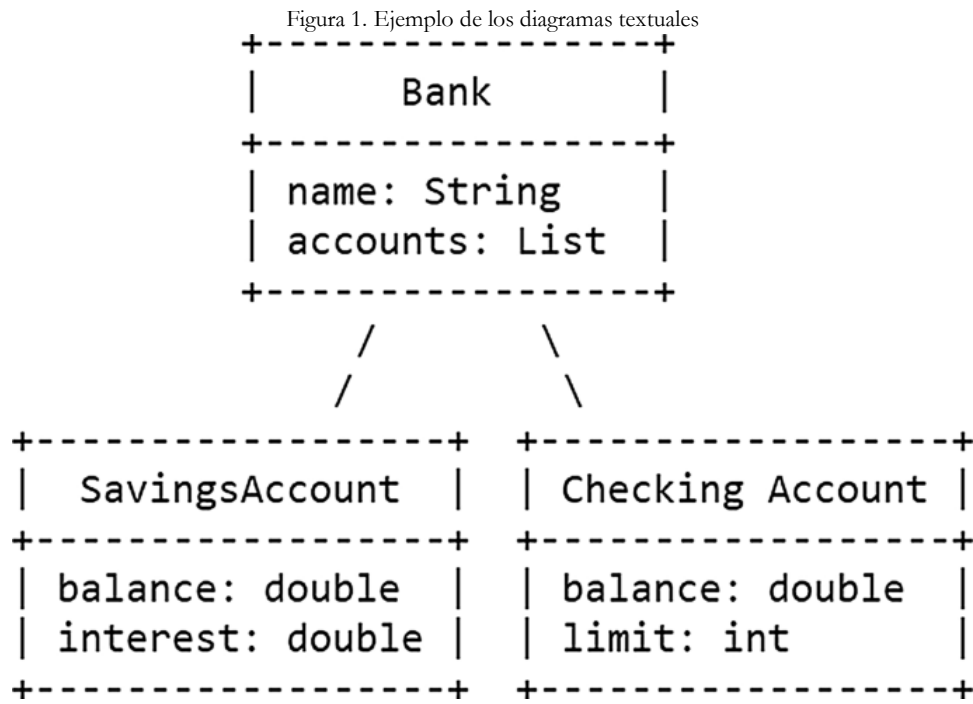 Figura 1. Ejemplo de los diagramas textuales
+------------------+
| Bank |
+------------------+
| name: String |
| accounts: List |
+------------------+
/ \
/ \
+------------------+ +------------------+
| SavingsAccount | | Checking Account |
+------------------+ +------------------+
| balance: double | | balance: double |
| interest: double | | limit: int |
+------------------+ +------------------+